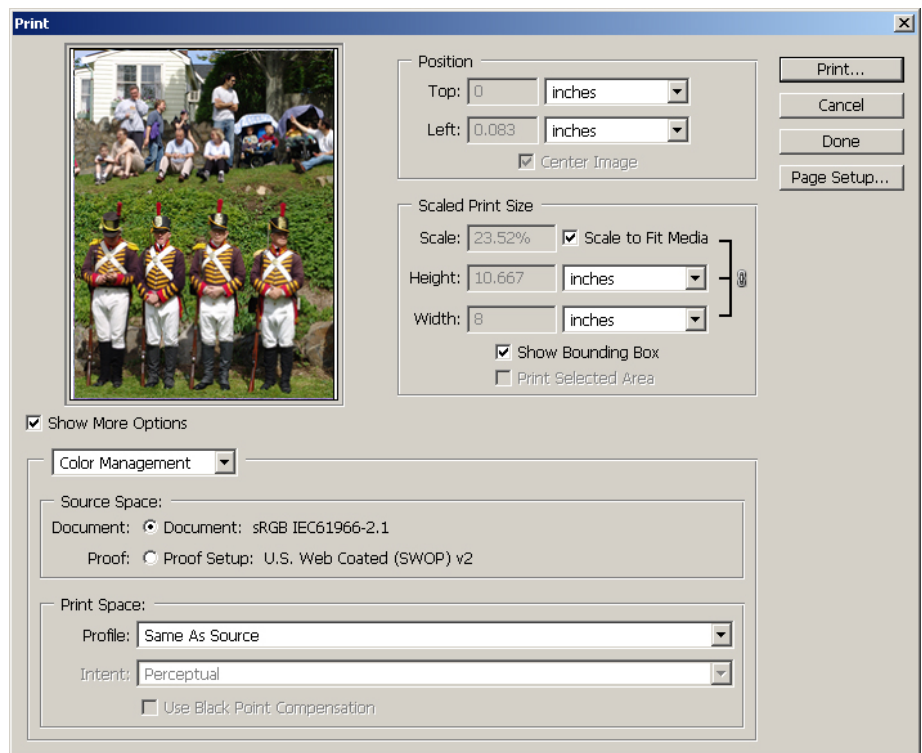 Print
Position
Top: 0 inches
Left: 0.083 inches
Center Image
Print...
Cancel
Done
Page Setup...
Scaled Print Size
Scale: 23.52% Scale to Fit Media
Height: 10.667 inches
Width: 8 inches
Show Bounding Box
Print Selected Area
Show More Options
Color Management
Source Space:
Document: Document: sRGB IEC61966-2.1
Proof: Proof Setup: U.S. Web Coated (SWOP) v2
Print Space:
Profile: Same As Source
Intent: Perceptual
Use Black Point Compensation